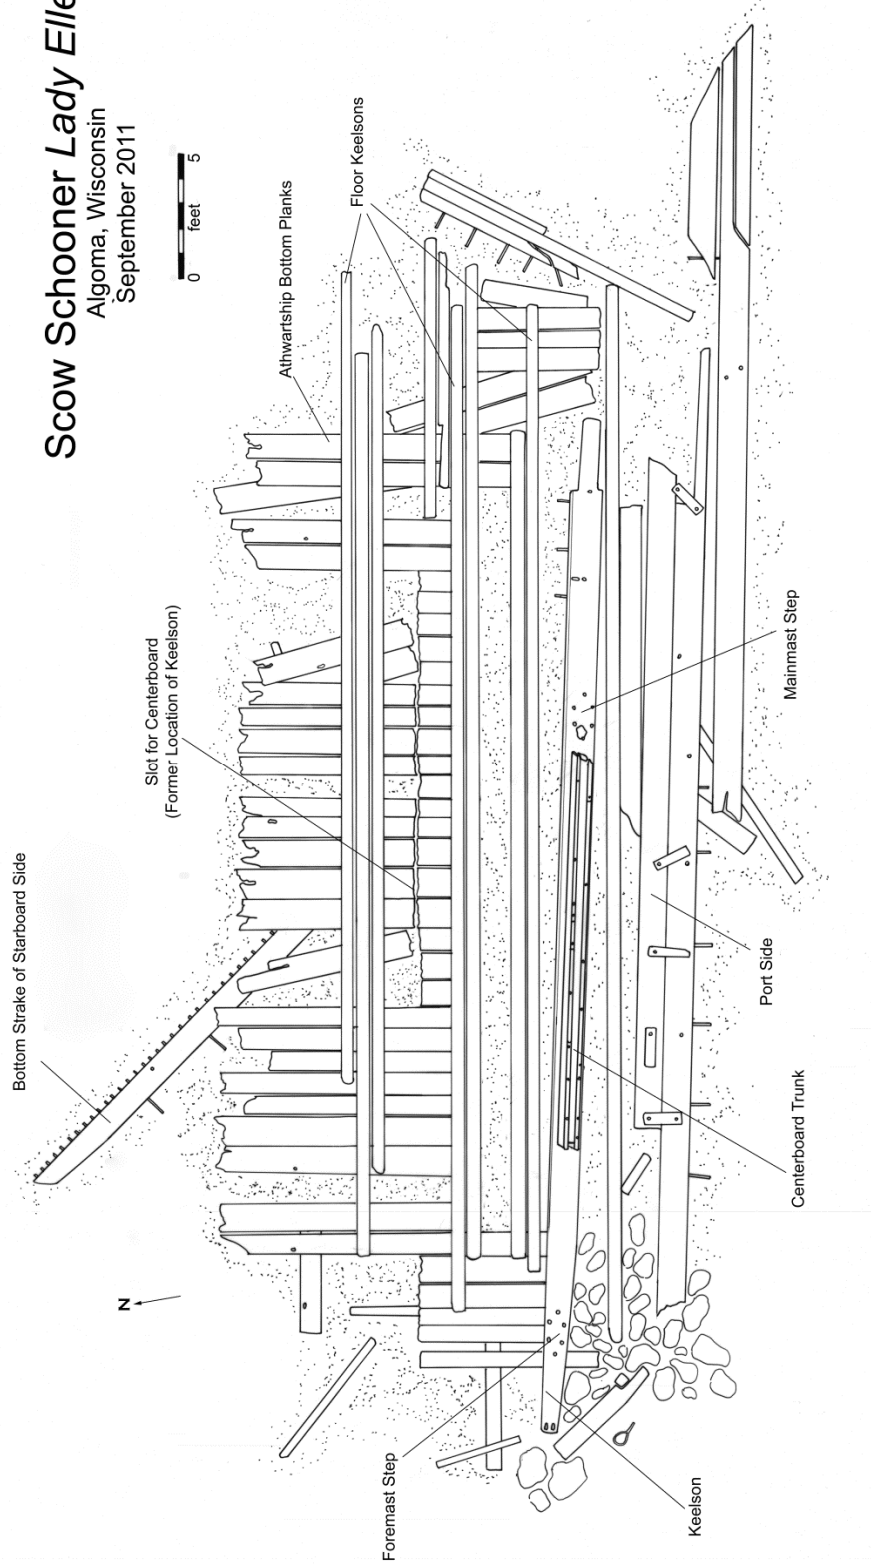 Scow Schooner Lady Elle
Algoma, Wisconsin
September 2011
0 feet 5
Bottom Strake of Starboard Side
N
Slot for Centerboard
(Former Location of Keelson)
Athwartship Bottom Planks
Floor Keelsons
Foremast Step
Keelson
Centerboard Trunk
Port Side
Mainmast Step